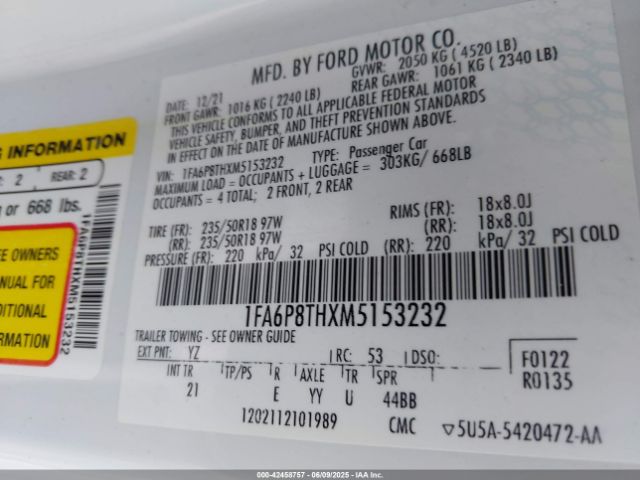 MFD. BY FORD MOTOR CO.
DATE: 12/21
GVWR: 2050 KG ( 4520 LB)
FRONT GAWR: 1016 KG ( 2240 LB)
REAR GAWR: 1061 KG ( 2340 LB)
THIS VEHICLE CONFORMS TO ALL APPLICABLE FEDERAL MOTOR
VEHICLE SAFETY, BUMPER, AND THEFT PREVENTION STANDARDS
IN EFFECT ON THE DATE OF MANUFACTURE SHOWN ABOVE.
VIN: 1FA6P8THXM5153232 TYPE: Passenger Car
MAXIMUM LOAD = OCCUPANTS + LUGGAGE = 303KG/ 668LB
OCCUPANTS = 4 TOTAL; 2 FRONT, 2 REAR
TIRE (FR): 235/50R18 97W RIMS (FR): 18x8.0J
(RR): 235/50R18 97W (RR): 18x8.0J
PRESSURE (FR): 220 kPa/ 32 PSI COLD (RR): 220 kPa/ 32 PSI COLD
1FA6P8THXM5153232
TRAILER TOWING - SEE OWNER GUIDE
EXT PNT: YZ RC: 53 DSO:
F0122
R0135
INT TR TP/PS R AXLE TR SPR
21 E YY U 44BB
1202112101989 CMC ▽5U5A-5420472-AA
G INFORMATION
: 2 REAR: 2
g or 668 lbs.
EE OWNERS
ANUAL FOR
DITIONAL
ORMATION
1FA6P8THXM5153232
000-42458757 - 06/09/2025 - IAAI.com